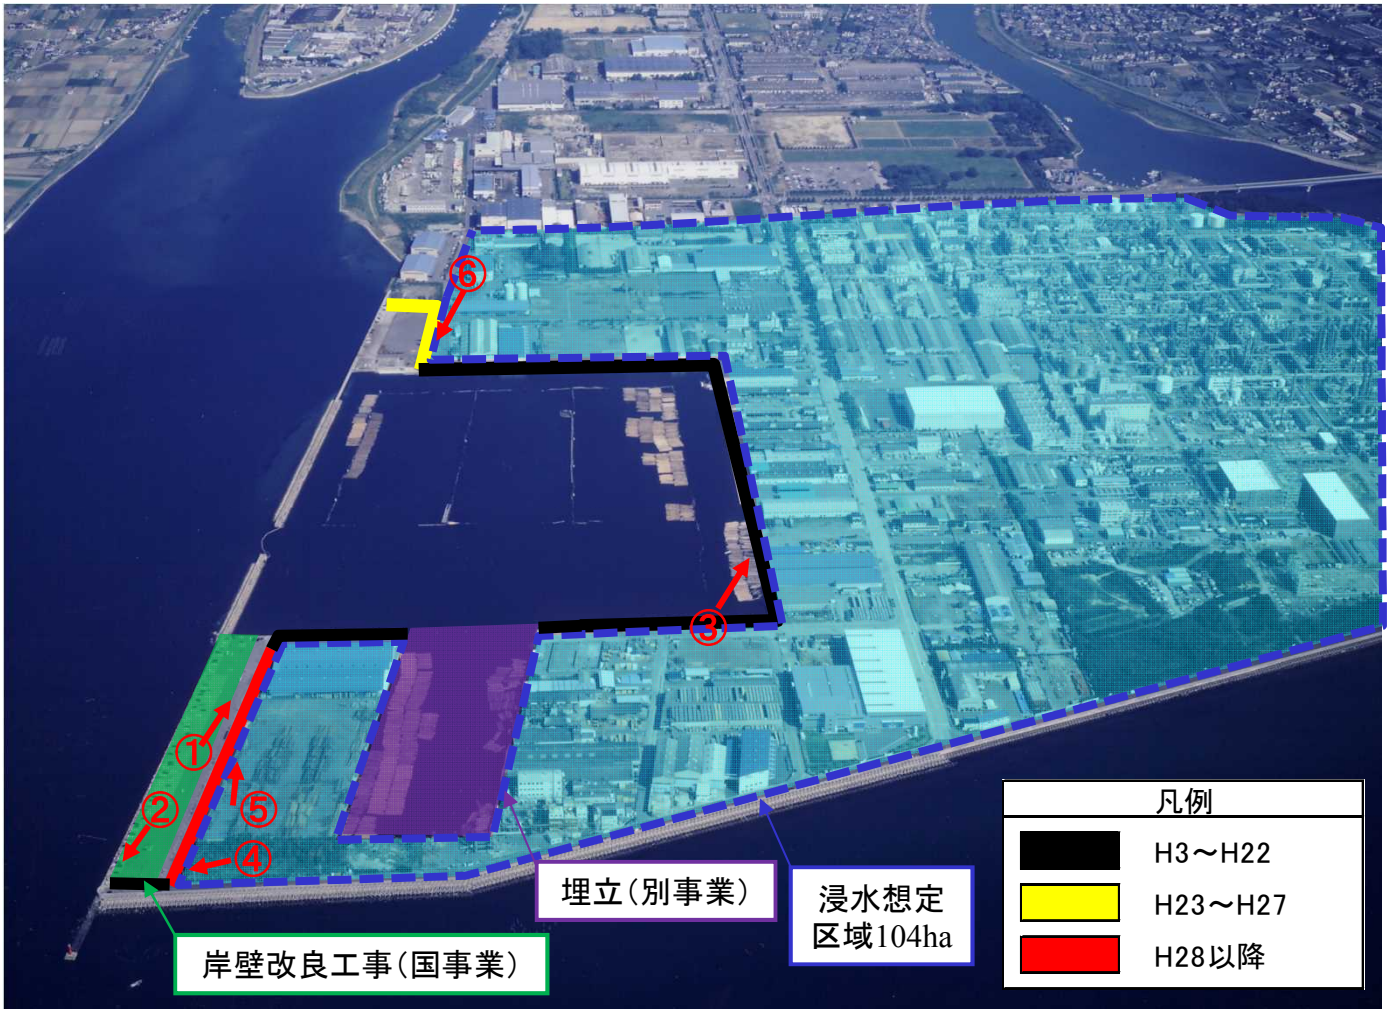 ⑥
③
①
②
⑤
④
埋立(別事業)
浸水想定
区域104ha
岸壁改良工事(国事業)
凡例
H3～H22
H23～H27
H28以降